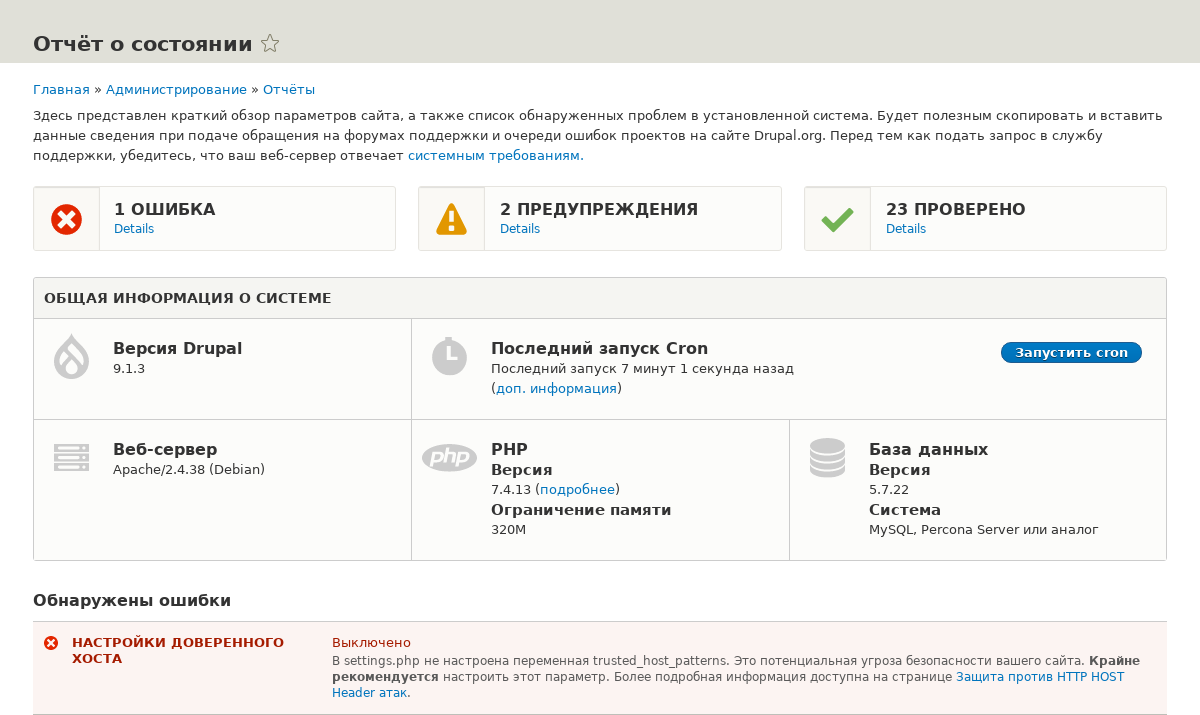 Отчёт о состоянии
Главная » Администрирование » Отчёты
Здесь представлен краткий обзор параметров сайта, а также список обнаруженных проблем в установленной система. Будет полезным скопировать и вставить
данные сведения при подаче обращения на форумах поддержки и очереди ошибок проектов на сайте Drupal.org. Перед тем как подать запрос в службу
поддержки, убедитесь, что ваш веб-сервер отвечает системным требованиям.
1 ОШИБКА
Details
2 ПРЕДУПРЕЖДЕНИЯ
Details
23 ПРОВЕРЕНО
Details
ОБЩАЯ ИНФОРМАЦИЯ О СИСТЕМЕ
Версия Drupal
9.1.3
Последний запуск Cron
Последний запуск 7 минут 1 секунда назад
(доп. информация)
Запустить cron
Веб-сервер
Apache/2.4.38 (Debian)
php
PHP
Версия
7.4.13 (подробнее)
Ограничение памяти
320M
База данных
Версия
5.7.22
Система
MySQL, Percona Server или аналог
Обнаружены ошибки
НАСТРОЙКИ ДОВЕРЕННОГО
ХОСТА
Выключено
В settings.php не настроена переменная trusted_host_patterns. Это потенциальная угроза безопасности вашего сайта. Крайне
рекомендуется настроить этот параметр. Более подробная информация доступна на странице Защита против HTTP HOST
Header атак.